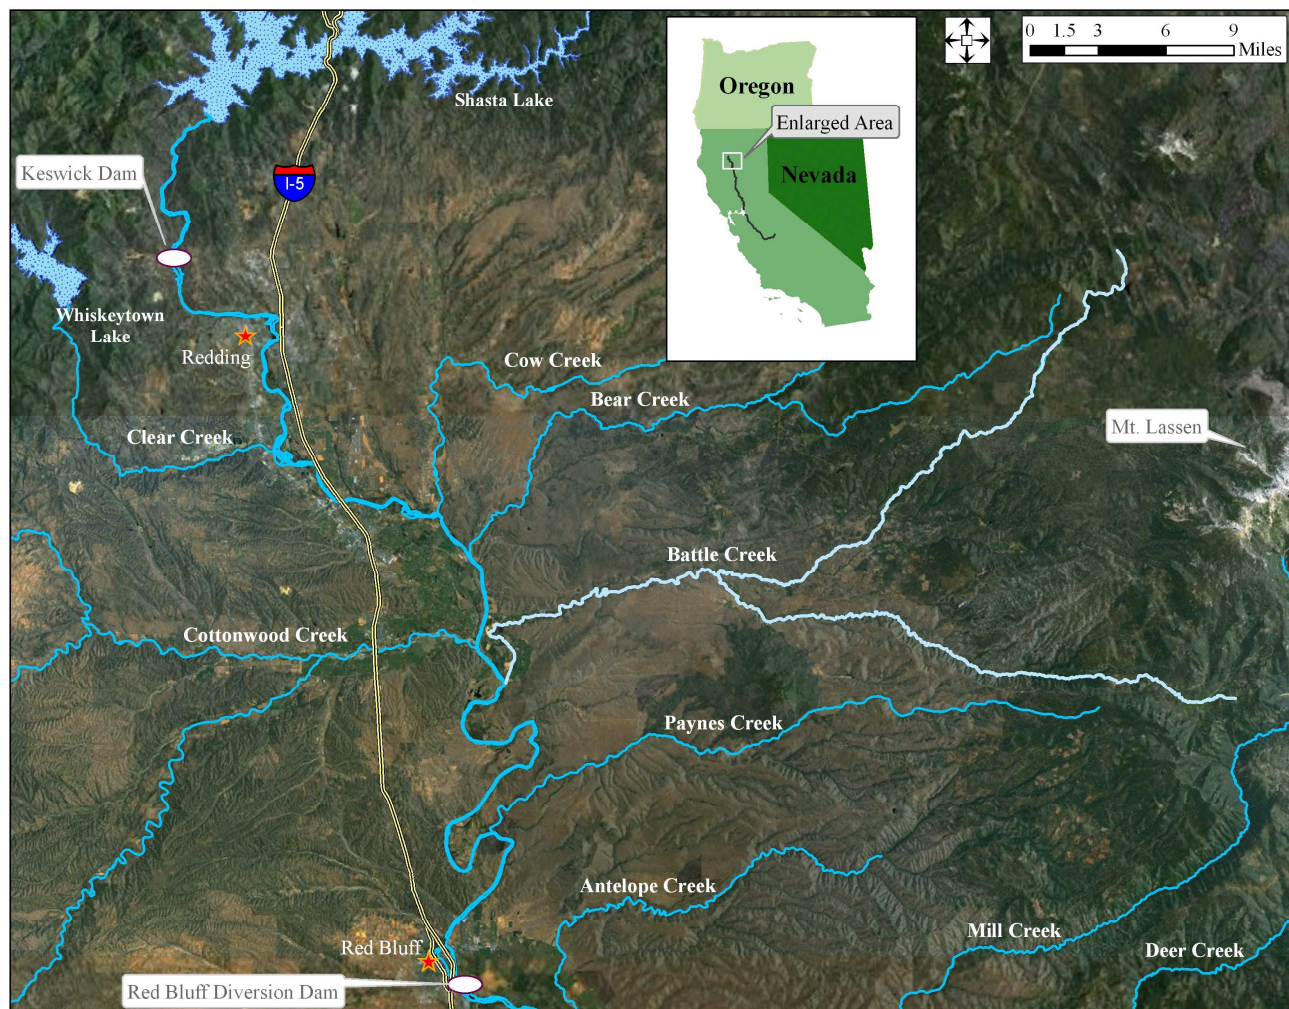 0 1.5 3 6 9
Miles
Shasta Lake
Oregon
Enlarged Area
Nevada
Keswick Dam
I-5
Whiskeytown
Lake
Redding
Cow Creek
Bear Creek
Clear Creek
Mt. Lassen
Battle Creek
Cottonwood Creek
Paynes Creek
Antelope Creek
Mill Creek
Deer Creek
Red Bluff
Red Bluff Diversion Dam